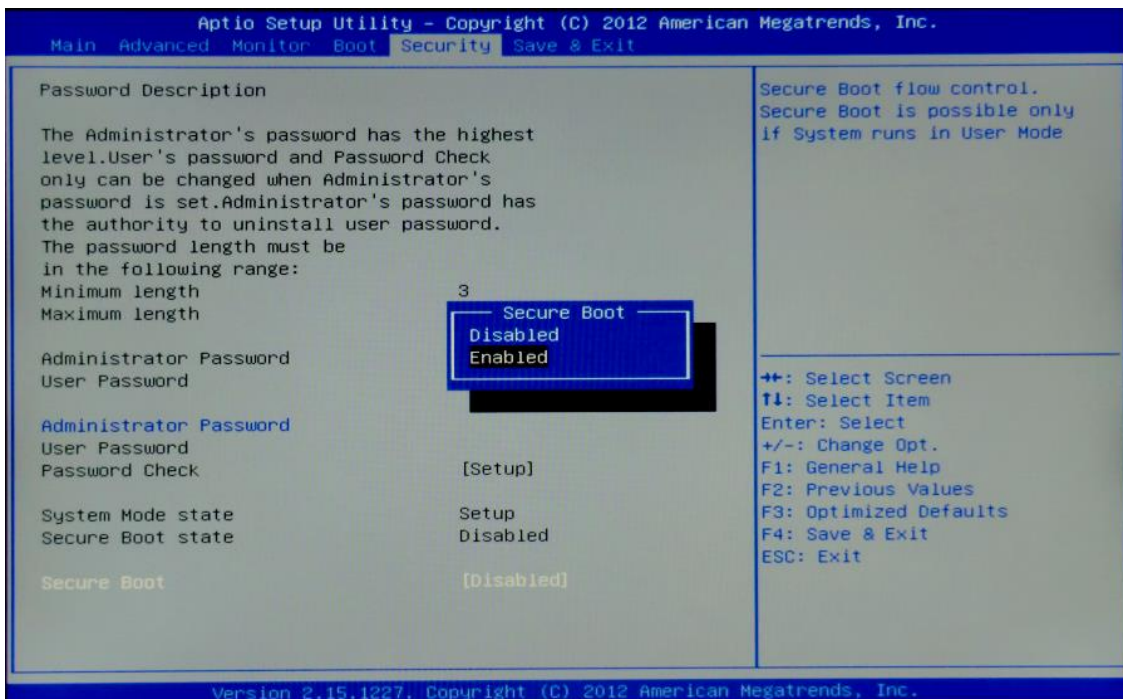 Aptio Setup Utility – Copyright (C) 2012 American Megatrends, Inc.
Main Advanced Monitor Boot Security Save & Exit
Password Description
The Administrator's password has the highest
level.User's password and Password Check
only can be changed when Administrator's
password is set.Administrator's password has
the authority to uninstall user password.
The password length must be
in the following range:
Minimum length 3
Maximum length
Secure Boot
Disabled
Enabled
Administrator Password
User Password
Administrator Password
User Password
Password Check [Setup]
System Mode state Setup
Secure Boot state Disabled
Secure Boot [Disabled]
Secure Boot flow control.
Secure Boot is possible only
if System runs in User Mode
→←: Select Screen
↑↓: Select Item
Enter: Select
+/-: Change Opt.
F1: General Help
F2: Previous Values
F3: Optimized Defaults
F4: Save & Exit
ESC: Exit
Version 2.15.1227. Copyright (C) 2012 American Megatrends, Inc.